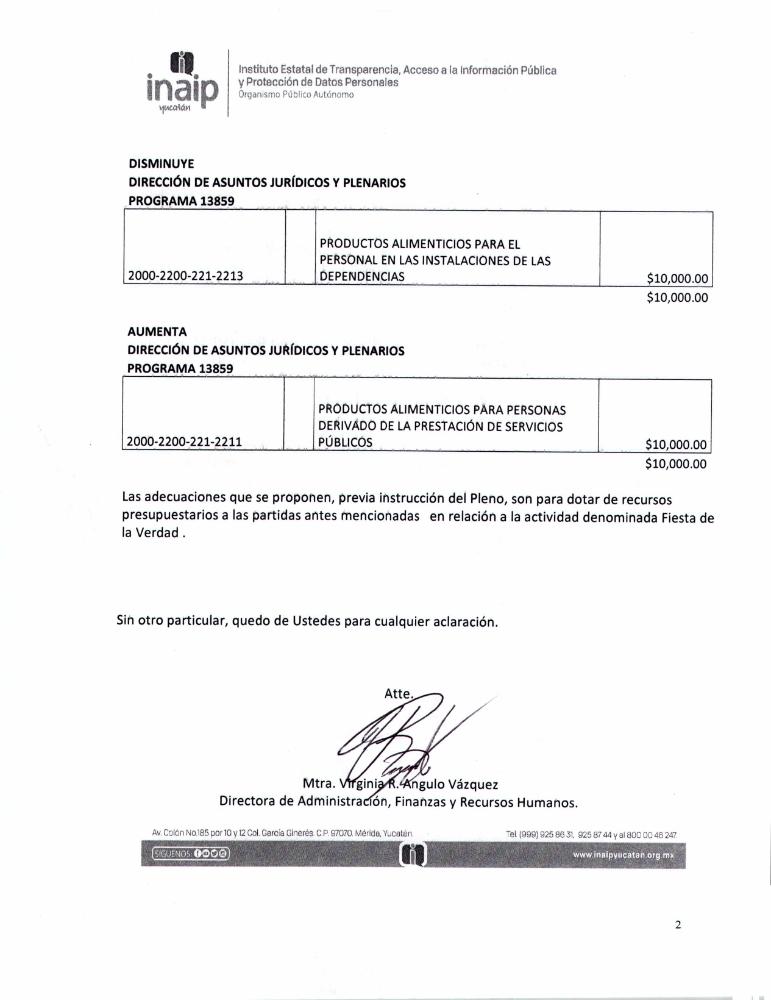 inaip
yucatán
Instituto Estatal de Transparencia, Acceso a la Información Pública
y Protección de Datos Personales
Organismo Público Autónomo
DISMINUYE
DIRECCIÓN DE ASUNTOS JURÍDICOS Y PLENARIOS
PROGRAMA 13859
PRODUCTOS ALIMENTICIOS PARA EL
PERSONAL EN LAS INSTALACIONES DE LAS
2000-2200-221-2213 DEPENDENCIAS $10,000.00
$10,000.00
AUMENTA
DIRECCIÓN DE ASUNTOS JURÍDICOS Y PLENARIOS
PROGRAMA 13859
PRODUCTOS ALIMENTICIOS PARA PERSONAS
DERIVADO DE LA PRESTACIÓN DE SERVICIOS
2000-2200-221-2211 PÚBLICOS $10,000.00
$10,000.00
Las adecuaciones que se proponen, previa instrucción del Pleno, son para dotar de recursos
presupuestarios a las partidas antes mencionadas en relación a la actividad denominada Fiesta de
la Verdad .
Sin otro particular, quedo de Ustedes para cualquier aclaración.
Atte.
Mtra. Virginia R. Angulo Vázquez
Directora de Administración, Finanzas y Recursos Humanos.
Av. Colón No.185 por 10 y 12 Col. García Ginerés. C.P. 97070. Mérida, Yucatán. Tel. (999) 925 86 31, 925 87 44 y al 800 00 46 247
SÍGUENOS: www.inaipyucatan.org.mx
2